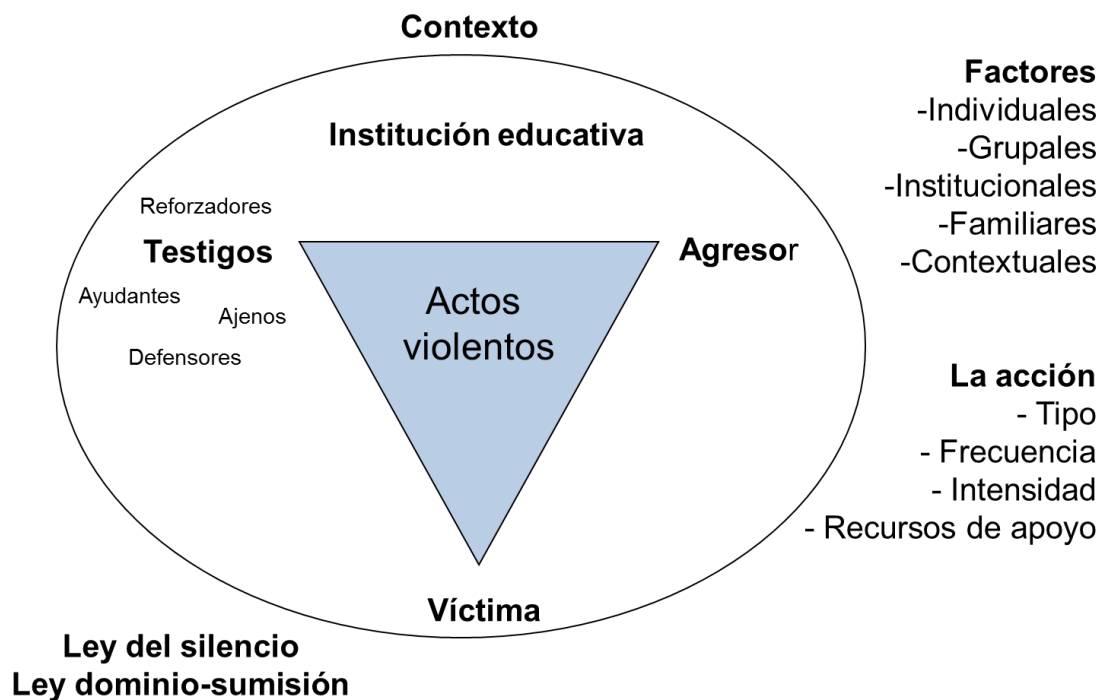 Contexto
Institución educativa
Reforzadores
Testigos
Ayudantes
Ajenos
Defensores
Actos
violentos
Agresor
Víctima
Ley del silencio
Ley dominio-sumisión
Factores
-Individuales
-Grupales
-Institucionales
-Familiares
-Contextuales
La acción
- Tipo
- Frecuencia
- Intensidad
- Recursos de apoyo